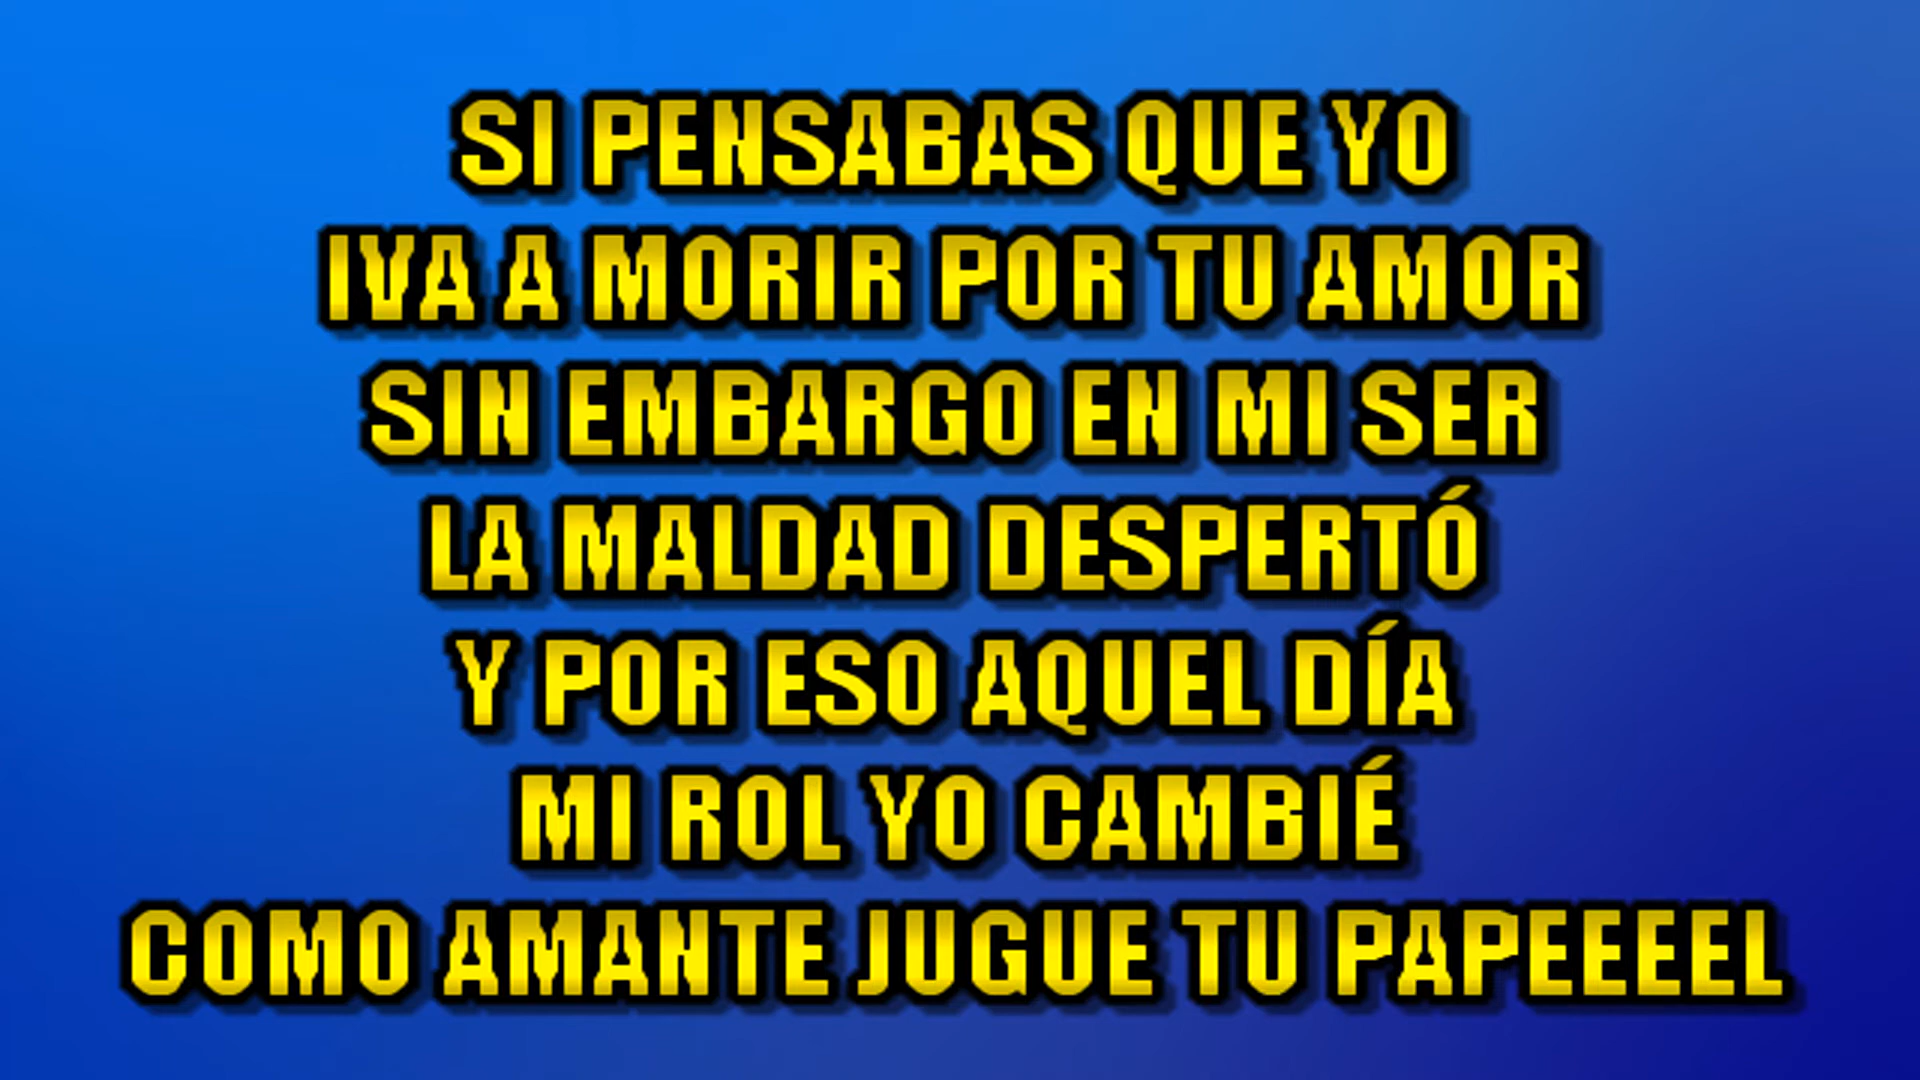 SI PENSABAS QUE YO
IVA A MORIR POR TU AMOR
SIN EMBARGO EN MI SER
LA MALDAD DESPERTÓ
Y POR ESO AQUEL DÍA
MI ROL YO CAMBIÉ
COMO AMANTE JUGUE TU PAPEEEEL